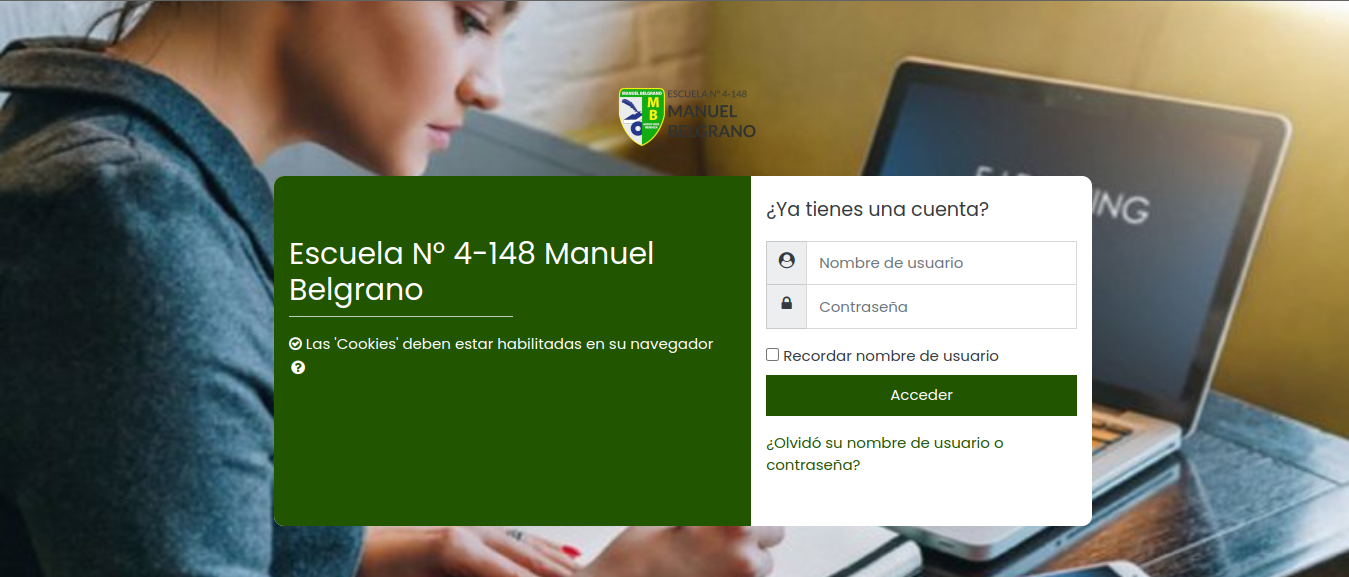 MANUEL BELGRANO
M
B
ESCUELA Nº 4-148
MANUEL
BELGRANO
Escuela Nº 4-148 Manuel
Belgrano
Las 'Cookies' deben estar habilitadas en su navegador
?
¿Ya tienes una cuenta?
Nombre de usuario
Contraseña
Recordar nombre de usuario
Acceder
¿Olvidó su nombre de usuario o
contraseña?